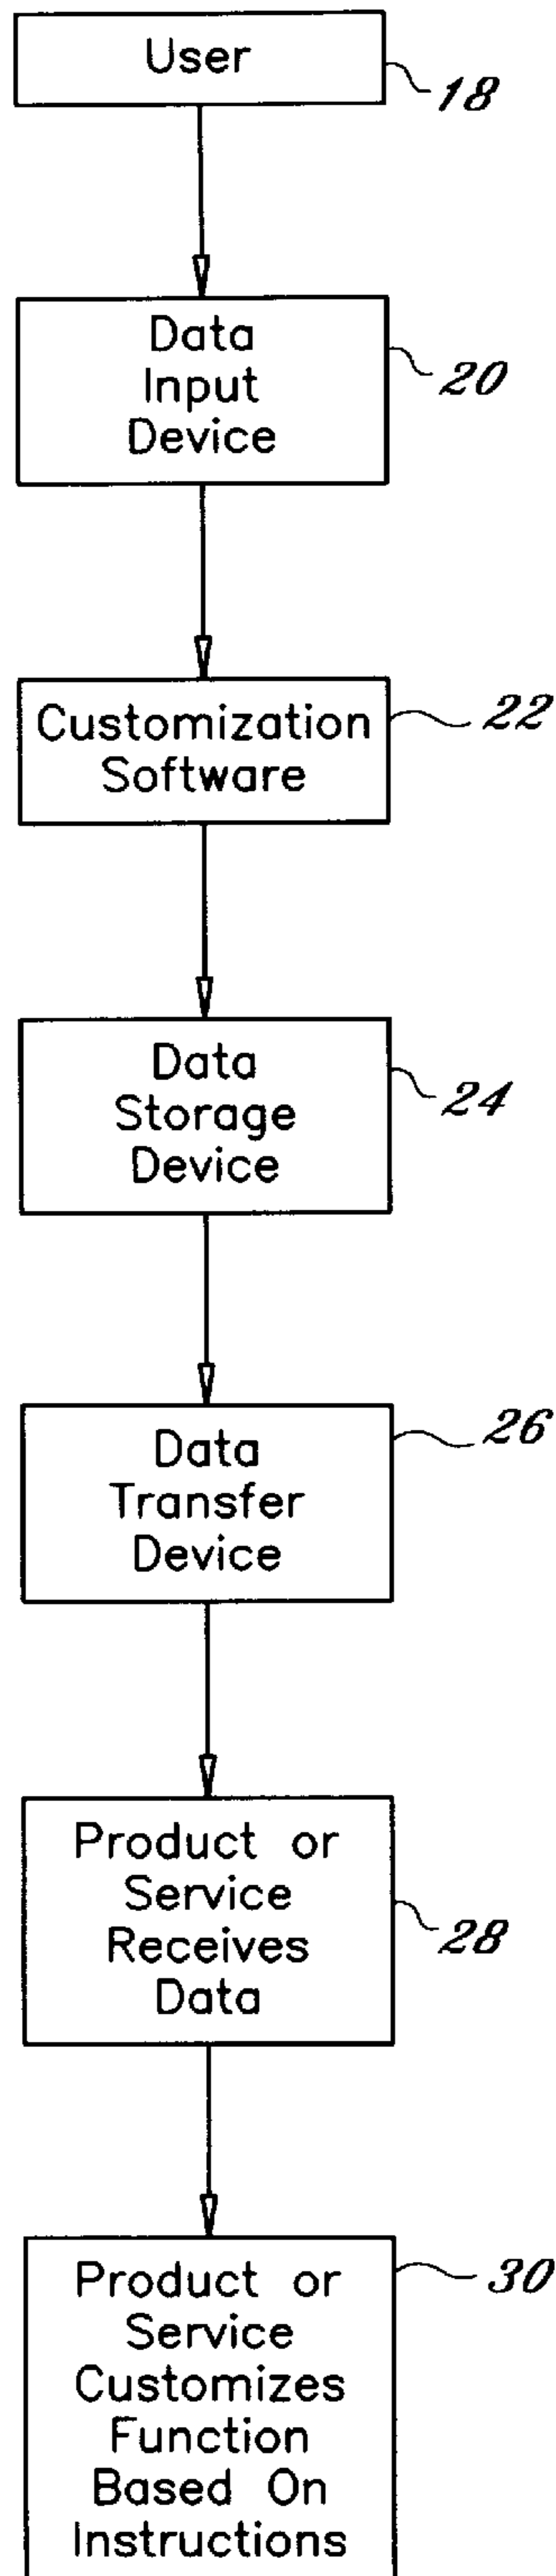 User
18
Data
Input
Device
20
Customization
Software
22
Data
Storage
Device
24
Data
Transfer
Device
26
Product or
Service
Receives
Data
28
Product or
Service
Customizes
Function
Based On
Instructions
30